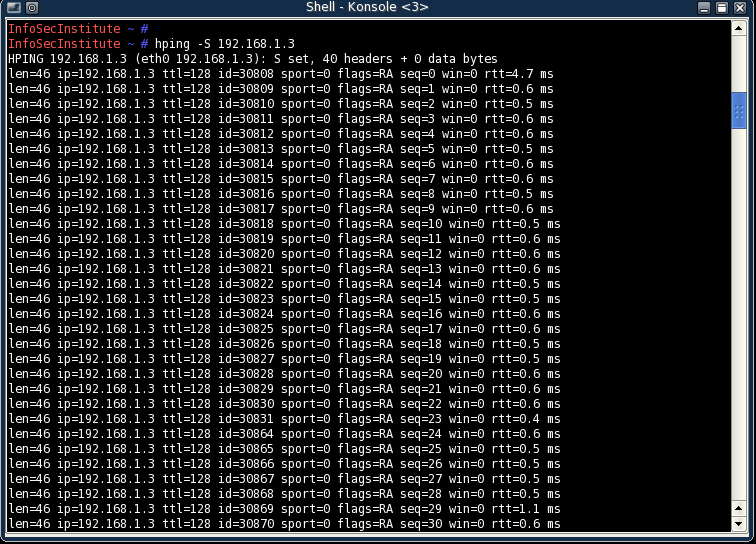 Shell - Konsole <3>
InfoSecInstitute ~ #
InfoSecInstitute ~ # hping -S 192.168.1.3
HPING 192.168.1.3 (eth0 192.168.1.3): S set, 40 headers + 0 data bytes
len=46 ip=192.168.1.3 ttl=128 id=30808 sport=0 flags=RA seq=0 win=0 rtt=4.7 ms
len=46 ip=192.168.1.3 ttl=128 id=30809 sport=0 flags=RA seq=1 win=0 rtt=0.6 ms
len=46 ip=192.168.1.3 ttl=128 id=30810 sport=0 flags=RA seq=2 win=0 rtt=0.5 ms
len=46 ip=192.168.1.3 ttl=128 id=30811 sport=0 flags=RA seq=3 win=0 rtt=0.6 ms
len=46 ip=192.168.1.3 ttl=128 id=30812 sport=0 flags=RA seq=4 win=0 rtt=0.6 ms
len=46 ip=192.168.1.3 ttl=128 id=30813 sport=0 flags=RA seq=5 win=0 rtt=0.5 ms
len=46 ip=192.168.1.3 ttl=128 id=30814 sport=0 flags=RA seq=6 win=0 rtt=0.5 ms
len=46 ip=192.168.1.3 ttl=128 id=30815 sport=0 flags=RA seq=7 win=0 rtt=0.6 ms
len=46 ip=192.168.1.3 ttl=128 id=30816 sport=0 flags=RA seq=8 win=0 rtt=0.5 ms
len=46 ip=192.168.1.3 ttl=128 id=30817 sport=0 flags=RA seq=9 win=0 rtt=0.6 ms
len=46 ip=192.168.1.3 ttl=128 id=30818 sport=0 flags=RA seq=10 win=0 rtt=0.5 ms
len=46 ip=192.168.1.3 ttl=128 id=30819 sport=0 flags=RA seq=11 win=0 rtt=0.6 ms
len=46 ip=192.168.1.3 ttl=128 id=30820 sport=0 flags=RA seq=12 win=0 rtt=0.6 ms
len=46 ip=192.168.1.3 ttl=128 id=30821 sport=0 flags=RA seq=13 win=0 rtt=0.6 ms
len=46 ip=192.168.1.3 ttl=128 id=30822 sport=0 flags=RA seq=14 win=0 rtt=0.5 ms
len=46 ip=192.168.1.3 ttl=128 id=30823 sport=0 flags=RA seq=15 win=0 rtt=0.5 ms
len=46 ip=192.168.1.3 ttl=128 id=30824 sport=0 flags=RA seq=16 win=0 rtt=0.6 ms
len=46 ip=192.168.1.3 ttl=128 id=30825 sport=0 flags=RA seq=17 win=0 rtt=0.6 ms
len=46 ip=192.168.1.3 ttl=128 id=30826 sport=0 flags=RA seq=18 win=0 rtt=0.5 ms
len=46 ip=192.168.1.3 ttl=128 id=30827 sport=0 flags=RA seq=19 win=0 rtt=0.5 ms
len=46 ip=192.168.1.3 ttl=128 id=30828 sport=0 flags=RA seq=20 win=0 rtt=0.6 ms
len=46 ip=192.168.1.3 ttl=128 id=30829 sport=0 flags=RA seq=21 win=0 rtt=0.6 ms
len=46 ip=192.168.1.3 ttl=128 id=30830 sport=0 flags=RA seq=22 win=0 rtt=0.6 ms
len=46 ip=192.168.1.3 ttl=128 id=30831 sport=0 flags=RA seq=23 win=0 rtt=0.4 ms
len=46 ip=192.168.1.3 ttl=128 id=30864 sport=0 flags=RA seq=24 win=0 rtt=0.6 ms
len=46 ip=192.168.1.3 ttl=128 id=30865 sport=0 flags=RA seq=25 win=0 rtt=0.5 ms
len=46 ip=192.168.1.3 ttl=128 id=30866 sport=0 flags=RA seq=26 win=0 rtt=0.5 ms
len=46 ip=192.168.1.3 ttl=128 id=30867 sport=0 flags=RA seq=27 win=0 rtt=0.5 ms
len=46 ip=192.168.1.3 ttl=128 id=30868 sport=0 flags=RA seq=28 win=0 rtt=0.5 ms
len=46 ip=192.168.1.3 ttl=128 id=30869 sport=0 flags=RA seq=29 win=0 rtt=1.1 ms
len=46 ip=192.168.1.3 ttl=128 id=30870 sport=0 flags=RA seq=30 win=0 rtt=0.6 ms